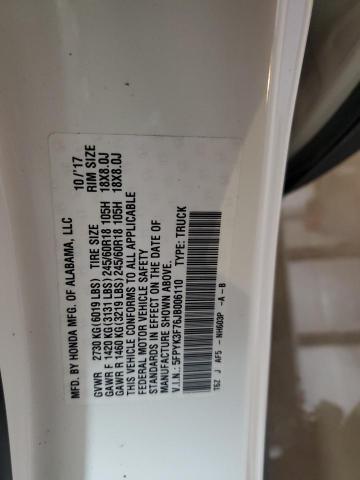 MFD. BY HONDA MFG. OF ALABAMA, LLC 10/'17
GVWR 2730 KG(6019 LBS) TIRE SIZE RIM SIZE
GAWR F 1420 KG(3131 LBS) 245/60R18 105H 18X8.0J
GAWR R 1460 KG(3219 LBS) 245/60R18 105H 18X8.0J
THIS VEHICLE CONFORMS TO ALL APPLICABLE
FEDERAL MOTOR VEHICLE SAFETY
STANDARDS IN EFFECT ON THE DATE OF
MANUFACTURE SHOWN ABOVE.
V.I.N.: 5FPYK3F76JB006110 TYPE: TRUCK
T6Z J AF5 - NH603P -A -B